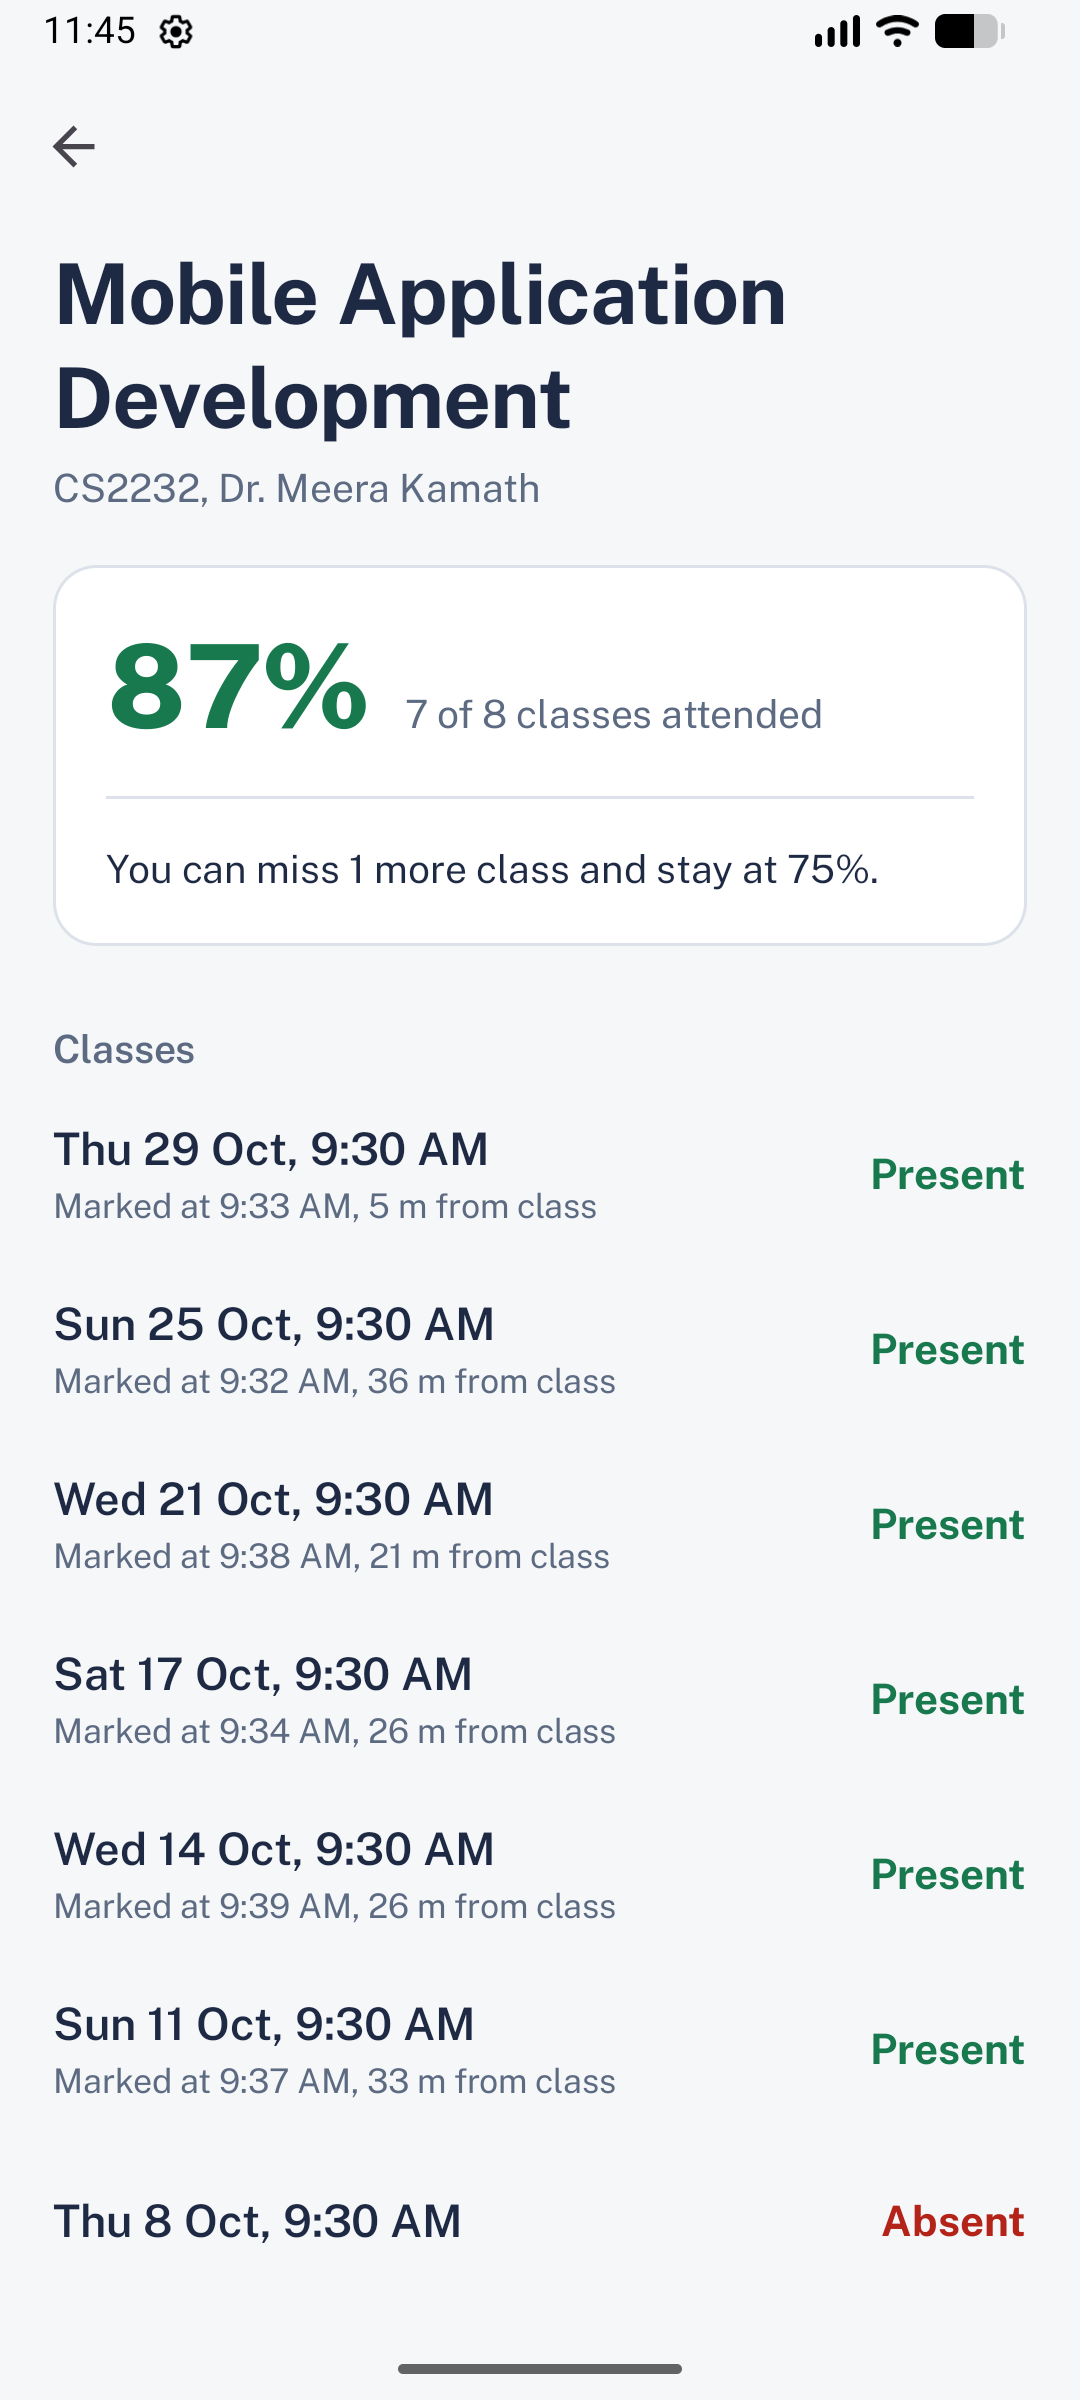 11:45
Mobile Application
Development
CS2232, Dr. Meera Kamath
87% 7 of 8 classes attended
You can miss 1 more class and stay at 75%.
Classes
Thu 29 Oct, 9:30 AM
Present
Marked at 9:33 AM, 5 m from class
Sun 25 Oct, 9:30 AM
Present
Marked at 9:32 AM, 36 m from class
Wed 21 Oct, 9:30 AM
Present
Marked at 9:38 AM, 21 m from class
Sat 17 Oct, 9:30 AM
Present
Marked at 9:34 AM, 26 m from class
Wed 14 Oct, 9:30 AM
Present
Marked at 9:39 AM, 26 m from class
Sun 11 Oct, 9:30 AM
Present
Marked at 9:37 AM, 33 m from class
Thu 8 Oct, 9:30 AM
Absent